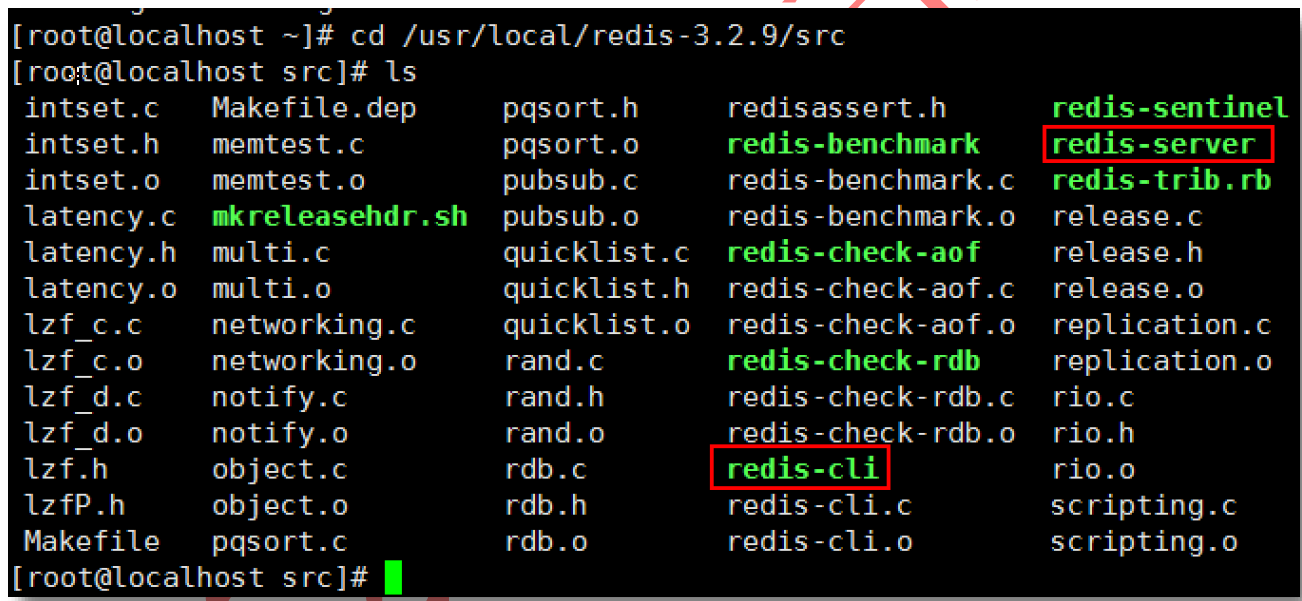 [root@localhost ~]# cd /usr/local/redis-3.2.9/src
[root@localhost src]# ls
intset.c Makefile.dep pqsort.h redisassert.h redis-sentinel
intset.h memtest.c pqsort.o redis-benchmark redis-server
intset.o memtest.o pubsub.c redis-benchmark.c redis-trib.rb
latency.c mkreleasehdr.sh pubsub.o redis-benchmark.o release.c
latency.h multi.c quicklist.c redis-check-aof release.h
latency.o multi.o quicklist.h redis-check-aof.c release.o
lzf_c.c networking.c quicklist.o redis-check-aof.o replication.c
lzf_c.o networking.o rand.c redis-check-rdb replication.o
lzf_d.c notify.c rand.h redis-check-rdb.c rio.c
lzf_d.o notify.o rand.o redis-check-rdb.o rio.h
lzf.h object.c rdb.c redis-cli rio.o
lzfP.h object.o rdb.h redis-cli.c scripting.c
Makefile pqsort.c rdb.o redis-cli.o scripting.o
[root@localhost src]#